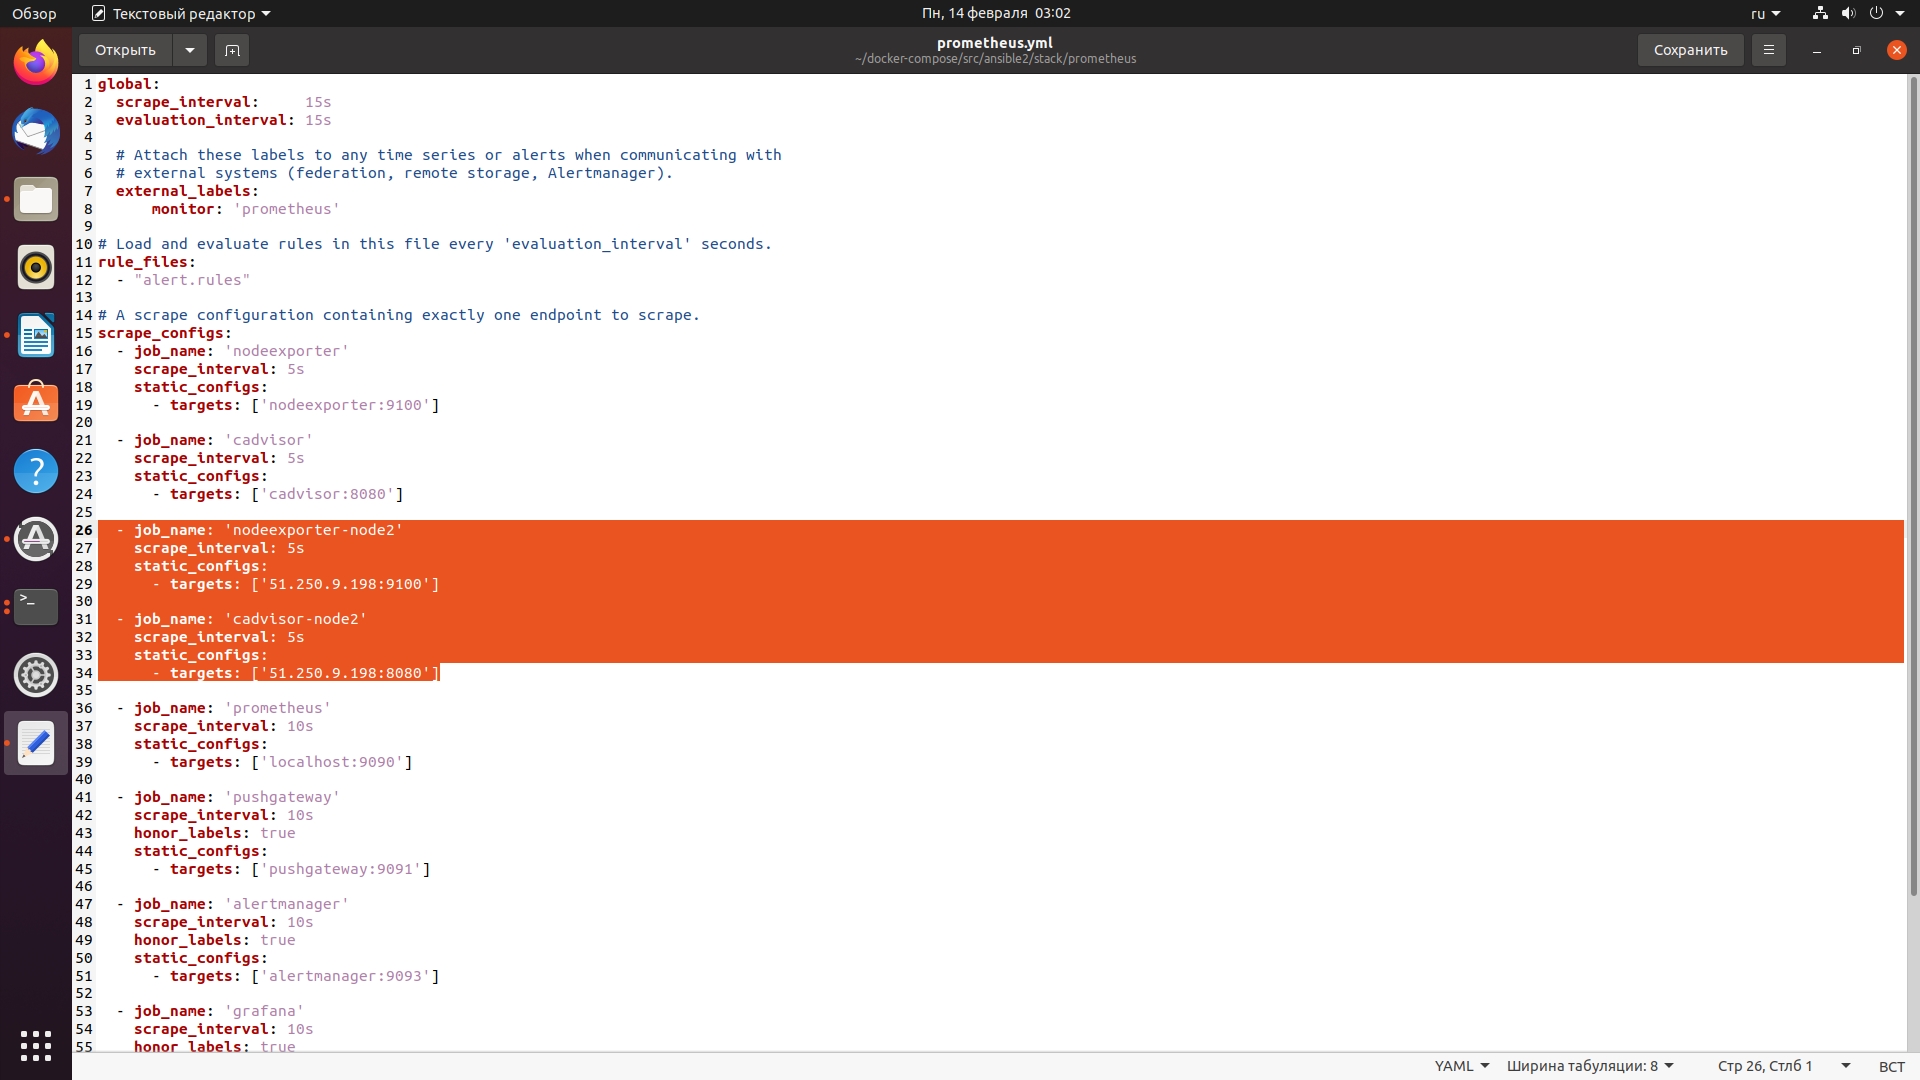 Обзор Текстовый редактор Пн, 14 февраля 03:02 ru
Открыть prometheus.yml Сохранить
~/docker-compose/src/ansible2/stack/prometheus
1 global:
2   scrape_interval:     15s
3   evaluation_interval: 15s
4
5   # Attach these labels to any time series or alerts when communicating with
6   # external systems (federation, remote storage, Alertmanager).
7   external_labels:
8       monitor: 'prometheus'
9
10 # Load and evaluate rules in this file every 'evaluation_interval' seconds.
11 rule_files:
12   - "alert.rules"
13
14 # A scrape configuration containing exactly one endpoint to scrape.
15 scrape_configs:
16   - job_name: 'nodeexporter'
17     scrape_interval: 5s
18     static_configs:
19       - targets: ['nodeexporter:9100']
20
21   - job_name: 'cadvisor'
22     scrape_interval: 5s
23     static_configs:
24       - targets: ['cadvisor:8080']
25
26   - job_name: 'nodeexporter-node2'
27     scrape_interval: 5s
28     static_configs:
29       - targets: ['51.250.9.198:9100']
30
31   - job_name: 'cadvisor-node2'
32     scrape_interval: 5s
33     static_configs:
34       - targets: ['51.250.9.198:8080']
35
36   - job_name: 'prometheus'
37     scrape_interval: 10s
38     static_configs:
39       - targets: ['localhost:9090']
40
41   - job_name: 'pushgateway'
42     scrape_interval: 10s
43     honor_labels: true
44     static_configs:
45       - targets: ['pushgateway:9091']
46
47   - job_name: 'alertmanager'
48     scrape_interval: 10s
49     honor_labels: true
50     static_configs:
51       - targets: ['alertmanager:9093']
52
53   - job_name: 'grafana'
54     scrape_interval: 10s
55     honor_labels: true
YAML Ширина табуляции: 8 Стр 26, Стлб 1 ВСТ